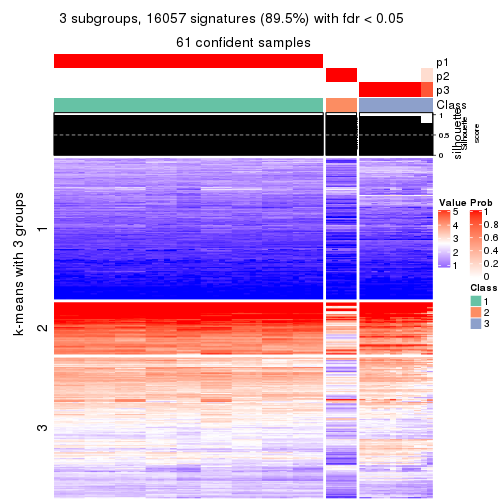 3 subgroups, 16057 signatures (89.5%) with fdr < 0.05
61 confident samples
p1
p2
p3
Class
silhouette
Silhouette
score
1
0.5
0
k-means with 3 groups
1
2
3
Value
5
4
3
2
1
Prob
1
0.8
0.6
0.4
0.2
0
Class
1
2
3